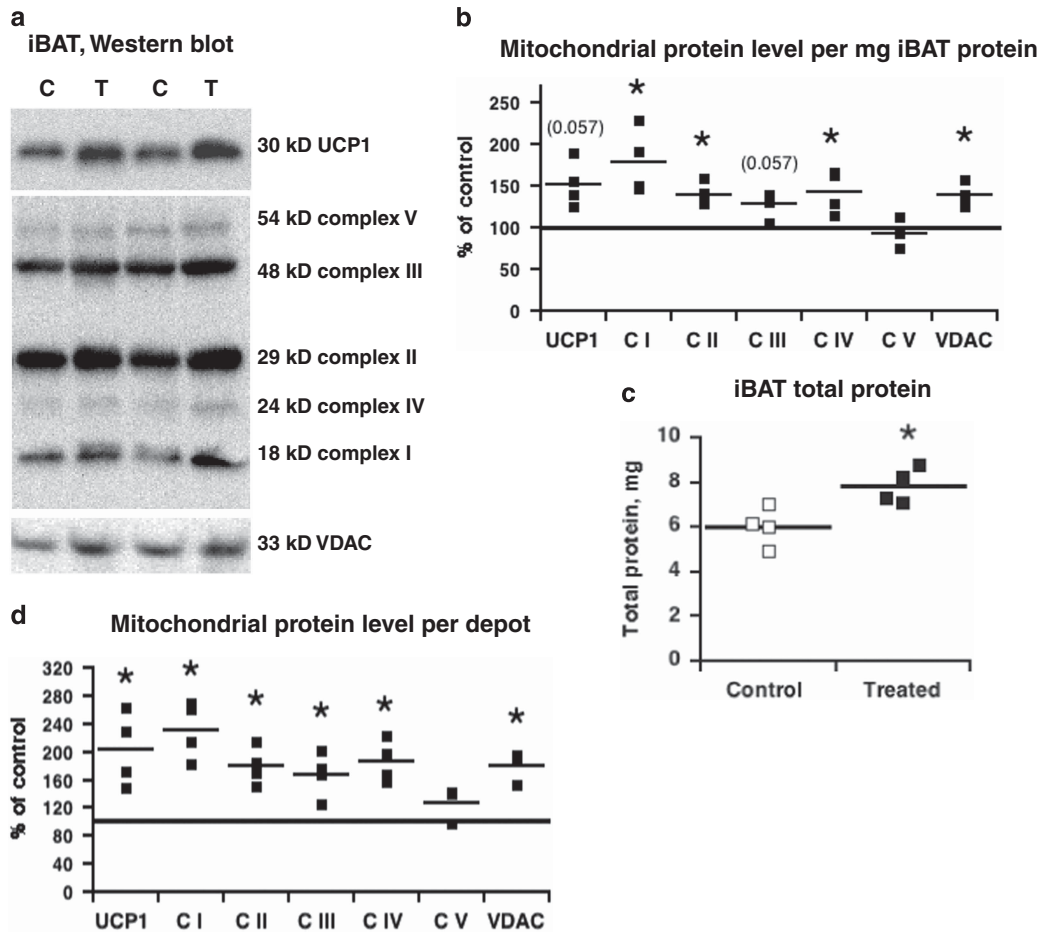 a
iBAT, Western blot
C T C T
30 kD UCP1
54 kD complex V
48 kD complex III
29 kD complex II
24 kD complex IV
18 kD complex I
33 kD VDAC
b
Mitochondrial protein level per mg iBAT protein
% of control
250
200
150
100
50
0
(0.057)
*
*
(0.057)
*
*
UCP1 C I C II C III C IV C V VDAC
c
iBAT total protein
Total protein, mg
10
8
6
4
2
0
*
Control Treated
d
Mitochondrial protein level per depot
% of control
320
280
240
200
160
120
80
40
0
* * * * * *
UCP1 C I C II C III C IV C V VDAC